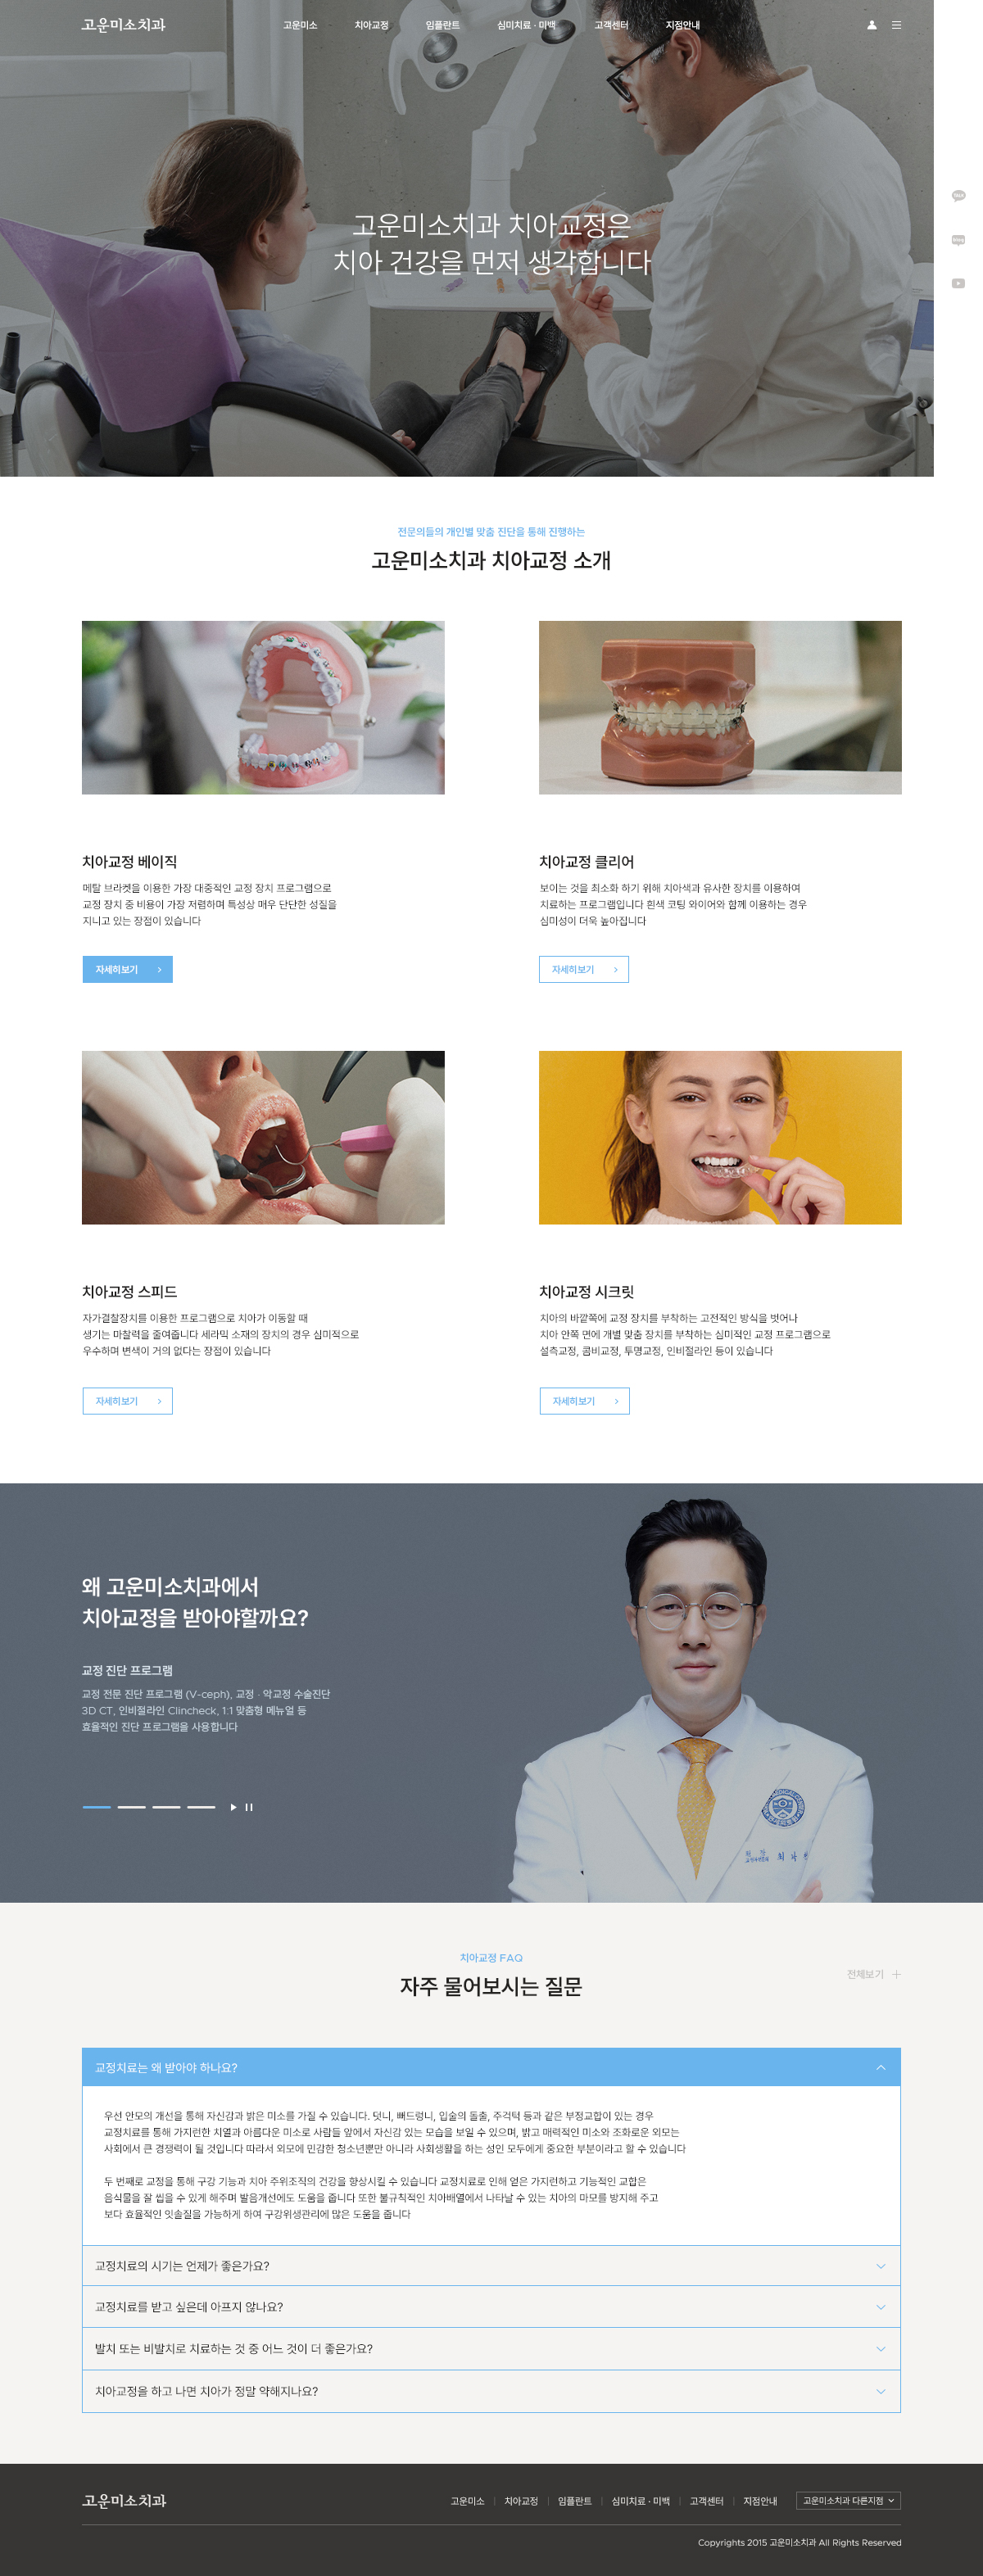 고운미소치과
고운미소
치아교정
임플란트
심미치료 · 미백
고객센터
지점안내
고운미소치과 치아교정은
치아 건강을 먼저 생각합니다
전문의들의 개인별 맞춤 진단을 통해 진행하는
고운미소치과 치아교정 소개
치아교정 베이직
메탈 브라켓을 이용한 가장 대중적인 교정 장치 프로그램으로
교정 장치 중 비용이 가장 저렴하며 특성상 매우 단단한 성질을
지니고 있는 장점이 있습니다
자세히보기
치아교정 클리어
보이는 것을 최소화 하기 위해 치아색과 유사한 장치를 이용하여
치료하는 프로그램입니다 흰색 코팅 와이어와 함께 이용하는 경우
심미성이 더욱 높아집니다
자세히보기
치아교정 스피드
자가결찰장치를 이용한 프로그램으로 치아가 이동할 때
생기는 마찰력을 줄여줍니다 세라믹 소재의 장치의 경우 심미적으로
우수하며 변색이 거의 없다는 장점이 있습니다
자세히보기
치아교정 시크릿
치아의 바깥쪽에 교정 장치를 부착하는 고전적인 방식을 벗어나
치아 안쪽 면에 개별 맞춤 장치를 부착하는 심미적인 교정 프로그램으로
설측교정, 콤비교정, 투명교정, 인비절라인 등이 있습니다
자세히보기
왜 고운미소치과에서
치아교정을 받아야할까요?
교정 진단 프로그램
교정 전문 진단 프로그램 (V-ceph), 교정 · 악교정 수술진단
3D CT, 인비절라인 Clincheck, 1:1 맞춤형 메뉴얼 등
효율적인 진단 프로그램을 사용합니다
치아교정 FAQ
자주 물어보시는 질문
전체보기
교정치료는 왜 받아야 하나요?
우선 안모의 개선을 통해 자신감과 밝은 미소를 가질 수 있습니다. 덧니, 뻐드렁니, 입술의 돌출, 주걱턱 등과 같은 부정교합이 있는 경우
교정치료를 통해 가지런한 치열과 아름다운 미소로 사람들 앞에서 자신감 있는 모습을 보일 수 있으며, 밝고 매력적인 미소와 조화로운 외모는
사회에서 큰 경쟁력이 될 것입니다 따라서 외모에 민감한 청소년뿐만 아니라 사회생활을 하는 성인 모두에게 중요한 부분이라고 할 수 있습니다
두 번째로 교정을 통해 구강 기능과 치아 주위조직의 건강을 향상시킬 수 있습니다 교정치료로 인해 얻은 가지런하고 기능적인 교합은
음식물을 잘 씹을 수 있게 해주며 발음개선에도 도움을 줍니다 또한 불규칙적인 치아배열에서 나타날 수 있는 치아의 마모를 방지해 주고
보다 효율적인 잇솔질을 가능하게 하여 구강위생관리에 많은 도움을 줍니다
교정치료의 시기는 언제가 좋은가요?
교정치료를 받고 싶은데 아프지 않나요?
발치 또는 비발치로 치료하는 것 중 어느 것이 더 좋은가요?
치아교정을 하고 나면 치아가 정말 약해지나요?
고운미소치과
고운미소
치아교정
임플란트
심미치료 · 미백
고객센터
지점안내
고운미소치과 다른지점
Copyrights 2015 고운미소치과 All Rights Reserved